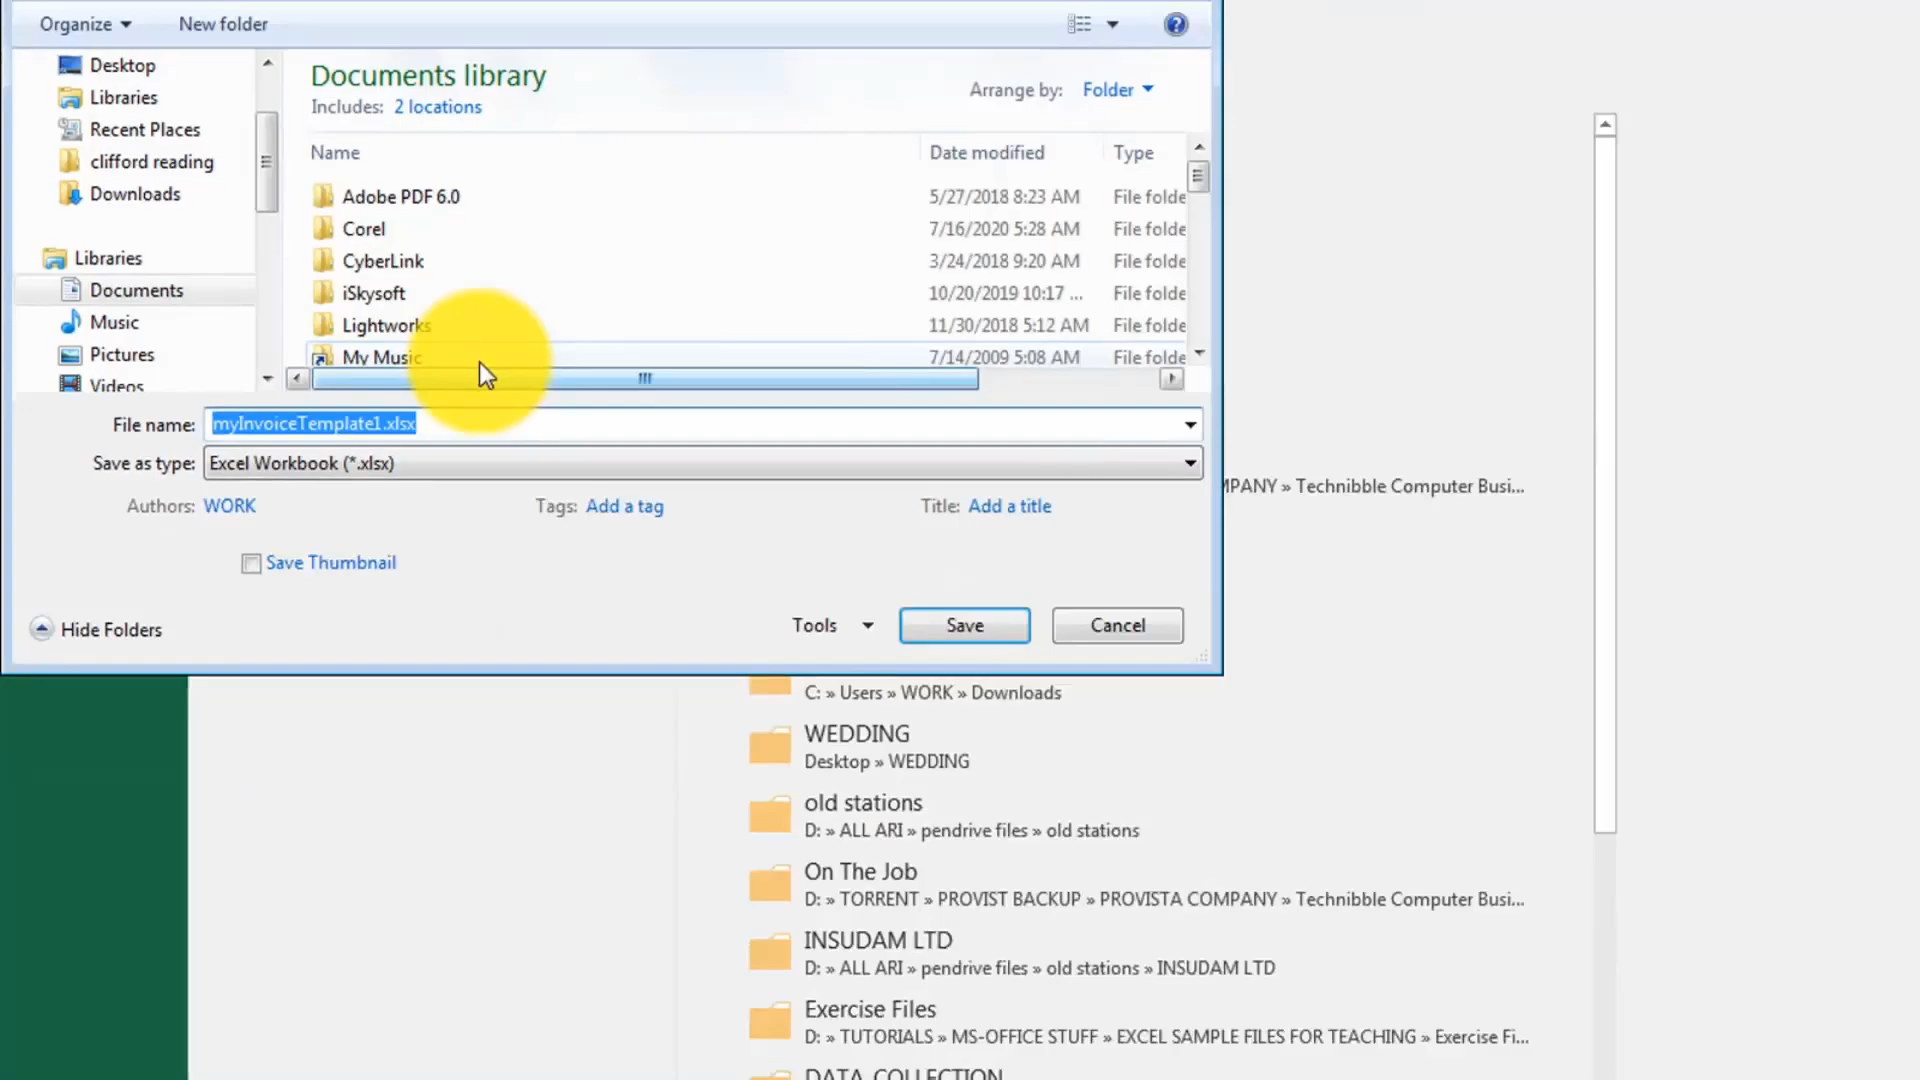 Organize
New folder
Desktop
Libraries
Recent Places
clifford reading
Downloads
Libraries
Documents
Music
Pictures
Videos
Documents library
Includes: 2 locations
Arrange by: Folder
Name Date modified Type
Adobe PDF 6.0 5/27/2018 8:23 AM File folde
Corel 7/16/2020 5:28 AM File folde
CyberLink 3/24/2018 9:20 AM File folde
iSkysoft 10/20/2019 10:17 ... File folde
Lightworks 11/30/2018 5:12 AM File folde
My Music 7/14/2009 5:08 AM File folde
File name: myInvoiceTemplate1.xlsx
Save as type: Excel Workbook (*.xlsx)
Authors: WORK Tags: Add a tag Title: Add a title
Save Thumbnail
Hide Folders
Tools Save Cancel
MPANY » Technibble Computer Busi...
C: » Users » WORK » Downloads
WEDDING
Desktop » WEDDING
old stations
D: » ALL ARI » pendrive files » old stations
On The Job
D: » TORRENT » PROVIST BACKUP » PROVISTA COMPANY » Technibble Computer Busi...
INSUDAM LTD
D: » ALL ARI » pendrive files » old stations » INSUDAM LTD
Exercise Files
D: » TUTORIALS » MS-OFFICE STUFF » EXCEL SAMPLE FILES FOR TEACHING » Exercise Fi...
DATA COLLECTION